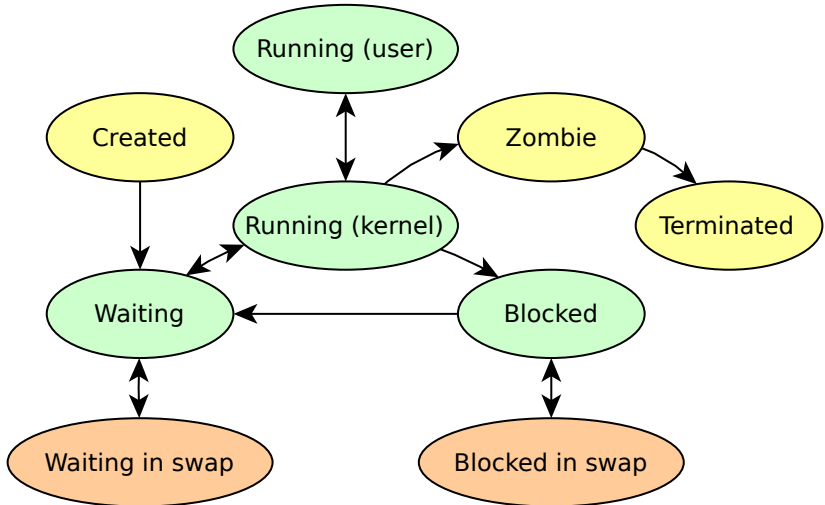 Running (user)
Created
Zombie
Running (kernel)
Terminated
Waiting
Blocked
Waiting in swap
Blocked in swap